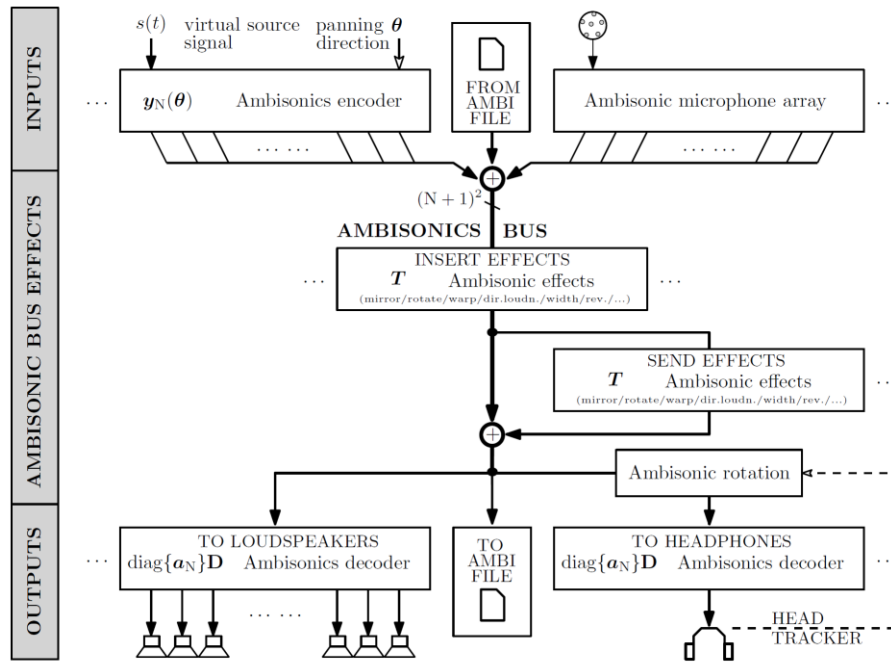 INPUTS
s(t) virtual source signal
panning θ direction
y_N(θ) Ambisonics encoder
... ...
FROM
AMBI
FILE
Ambisonic microphone array
... ...
...
...
AMBISONIC BUS EFFECTS
+
(N + 1)²
AMBISONICS BUS
INSERT EFFECTS
T Ambisonic effects
(mirror/rotate/warp/dir.loudn./width/rev./...)
...
...
SEND EFFECTS
T Ambisonic effects
(mirror/rotate/warp/dir.loudn./width/rev./...)
...
+
Ambisonic rotation
OUTPUTS
...
TO LOUDSPEAKERS
diag{a_N}D Ambisonics decoder
... ...
TO
AMBI
FILE
TO HEADPHONES
diag{a_N}D Ambisonics decoder
...
HEAD
TRACKER